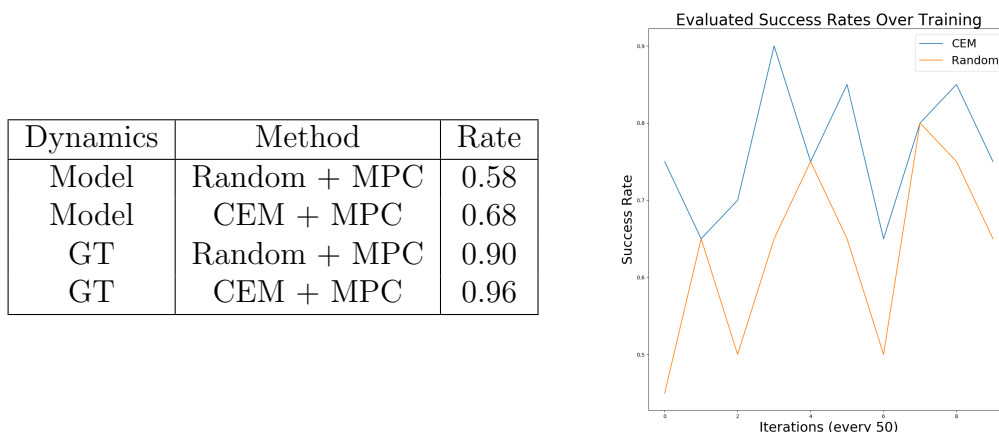 Dynamics Method Rate
Model Random + MPC 0.58
Model CEM + MPC 0.68
GT Random + MPC 0.90
GT CEM + MPC 0.96
Evaluated Success Rates Over Training
CEM
Random
Success Rate
0.9
0.8
0.7
0.6
0.5
0 2 4 6 8
Iterations (every 50)